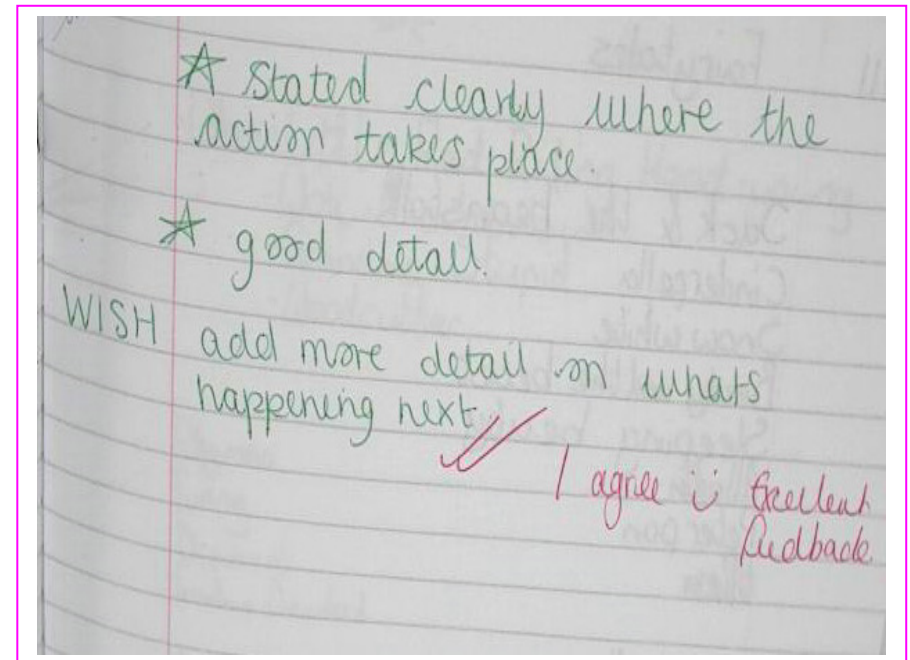 ☆ Stated clearly where the
action takes place.
☆ good detail.
WISH add more detail on whats
happening next.
I agree ü Excellent
feedback